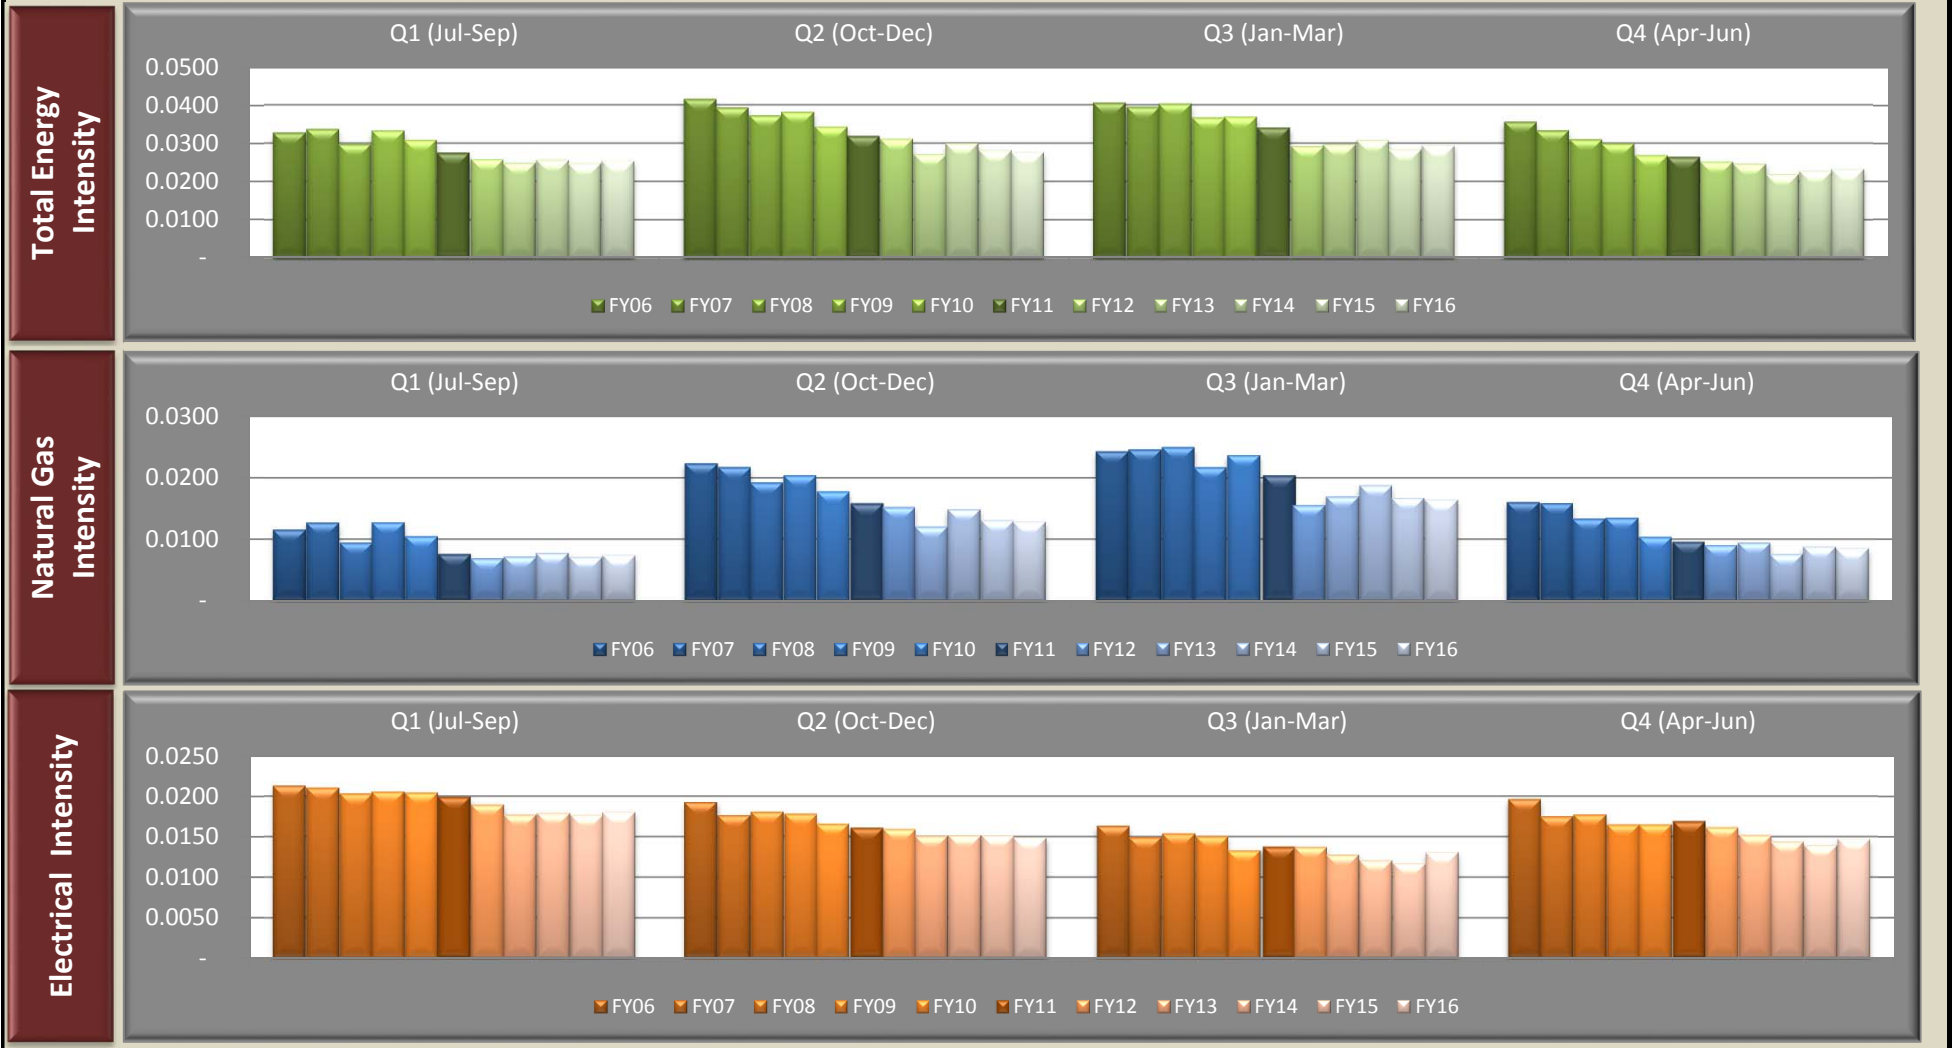 Total Energy
Intensity
Q1 (Jul-Sep)
Q2 (Oct-Dec)
Q3 (Jan-Mar)
Q4 (Apr-Jun)
0.0500
0.0400
0.0300
0.0200
0.0100
-
FY06 FY07 FY08 FY09 FY10 FY11 FY12 FY13 FY14 FY15 FY16
Natural Gas
Intensity
Q1 (Jul-Sep)
Q2 (Oct-Dec)
Q3 (Jan-Mar)
Q4 (Apr-Jun)
0.0300
0.0200
0.0100
-
FY06 FY07 FY08 FY09 FY10 FY11 FY12 FY13 FY14 FY15 FY16
Electrical Intensity
Q1 (Jul-Sep)
Q2 (Oct-Dec)
Q3 (Jan-Mar)
Q4 (Apr-Jun)
0.0250
0.0200
0.0150
0.0100
0.0050
-
FY06 FY07 FY08 FY09 FY10 FY11 FY12 FY13 FY14 FY15 FY16